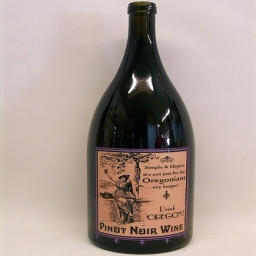 Simple & Elegant
It's not just for the
Oregonians
any longer!
Drink
"OREGON"!
PINOT NOIR WINE